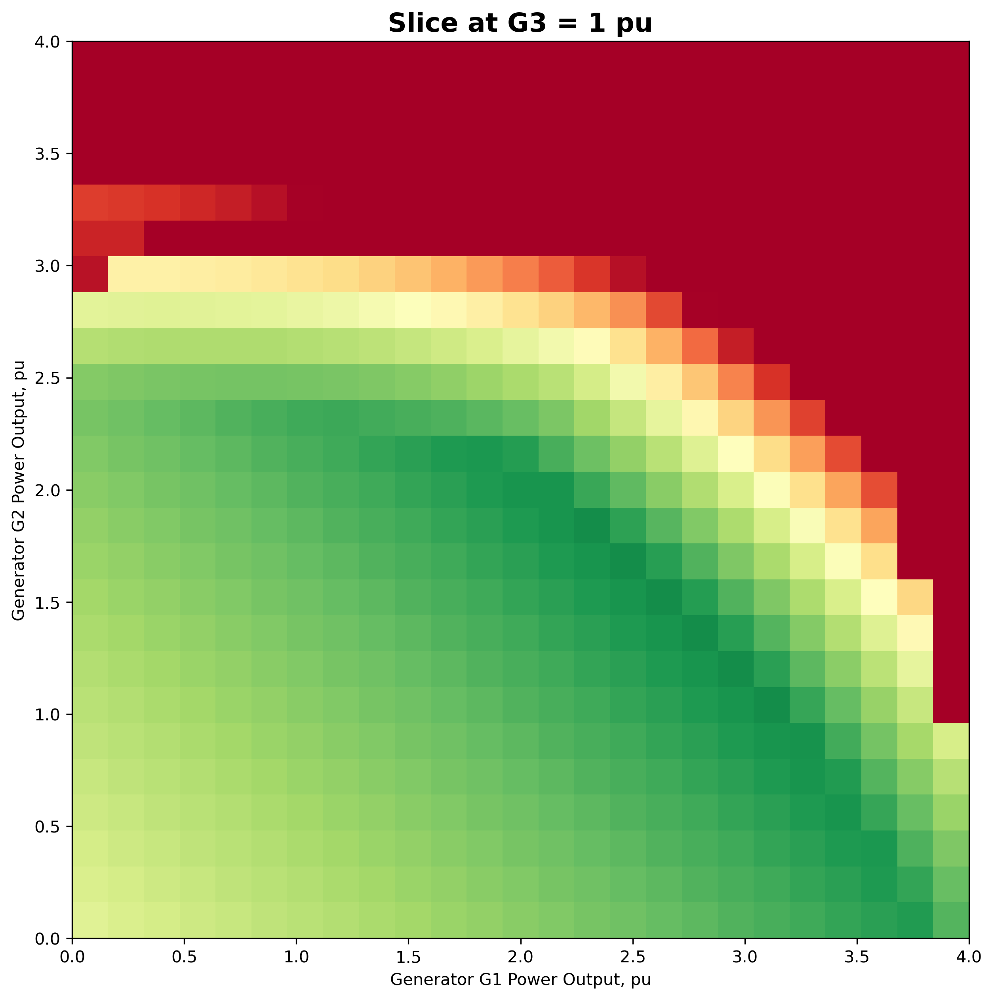 Slice at G3 = 1 pu
4.0
3.5
3.0
2.5
2.0
1.5
1.0
0.5
0.0
Generator G2 Power Output, pu
0.0 0.5 1.0 1.5 2.0 2.5 3.0 3.5 4.0
Generator G1 Power Output, pu